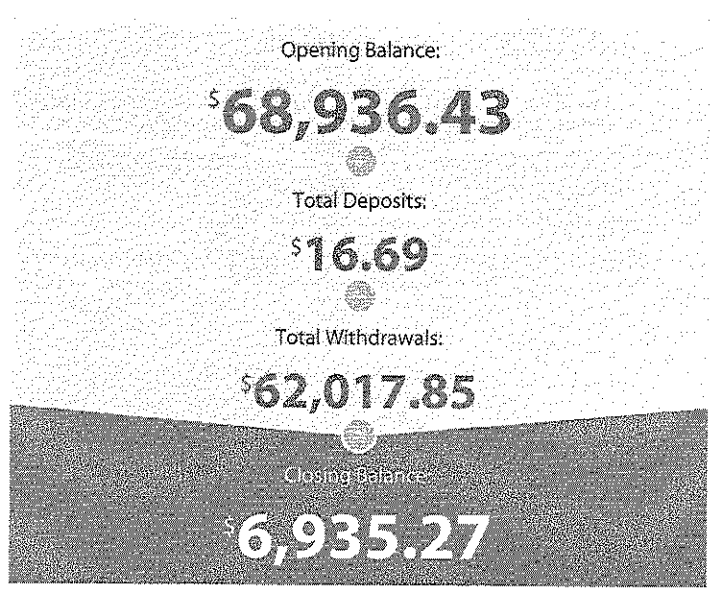 Opening Balance:
$68,936.43
Total Deposits:
$16.69
Total Withdrawals:
$62,017.85
Closing Balance:
$6,935.27